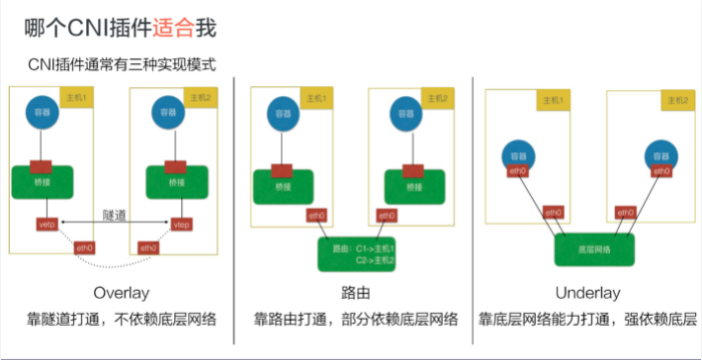 哪个CNI插件适合我
CNI插件通常有三种实现模式
主机1
主机2
容器
容器
桥接
桥接
vetp
隧道
vtep
eth0
eth0
Overlay
靠隧道打通，不依赖底层网络
主机1
主机2
容器
容器
桥接
桥接
eth0
eth0
路由：C1->主机1
C2->主机2
路由
靠路由打通，部分依赖底层网络
主机1
主机2
容器
eth0
容器
eth0
eth0
eth0
底层网络
Underlay
靠底层网络能力打通，强依赖底层